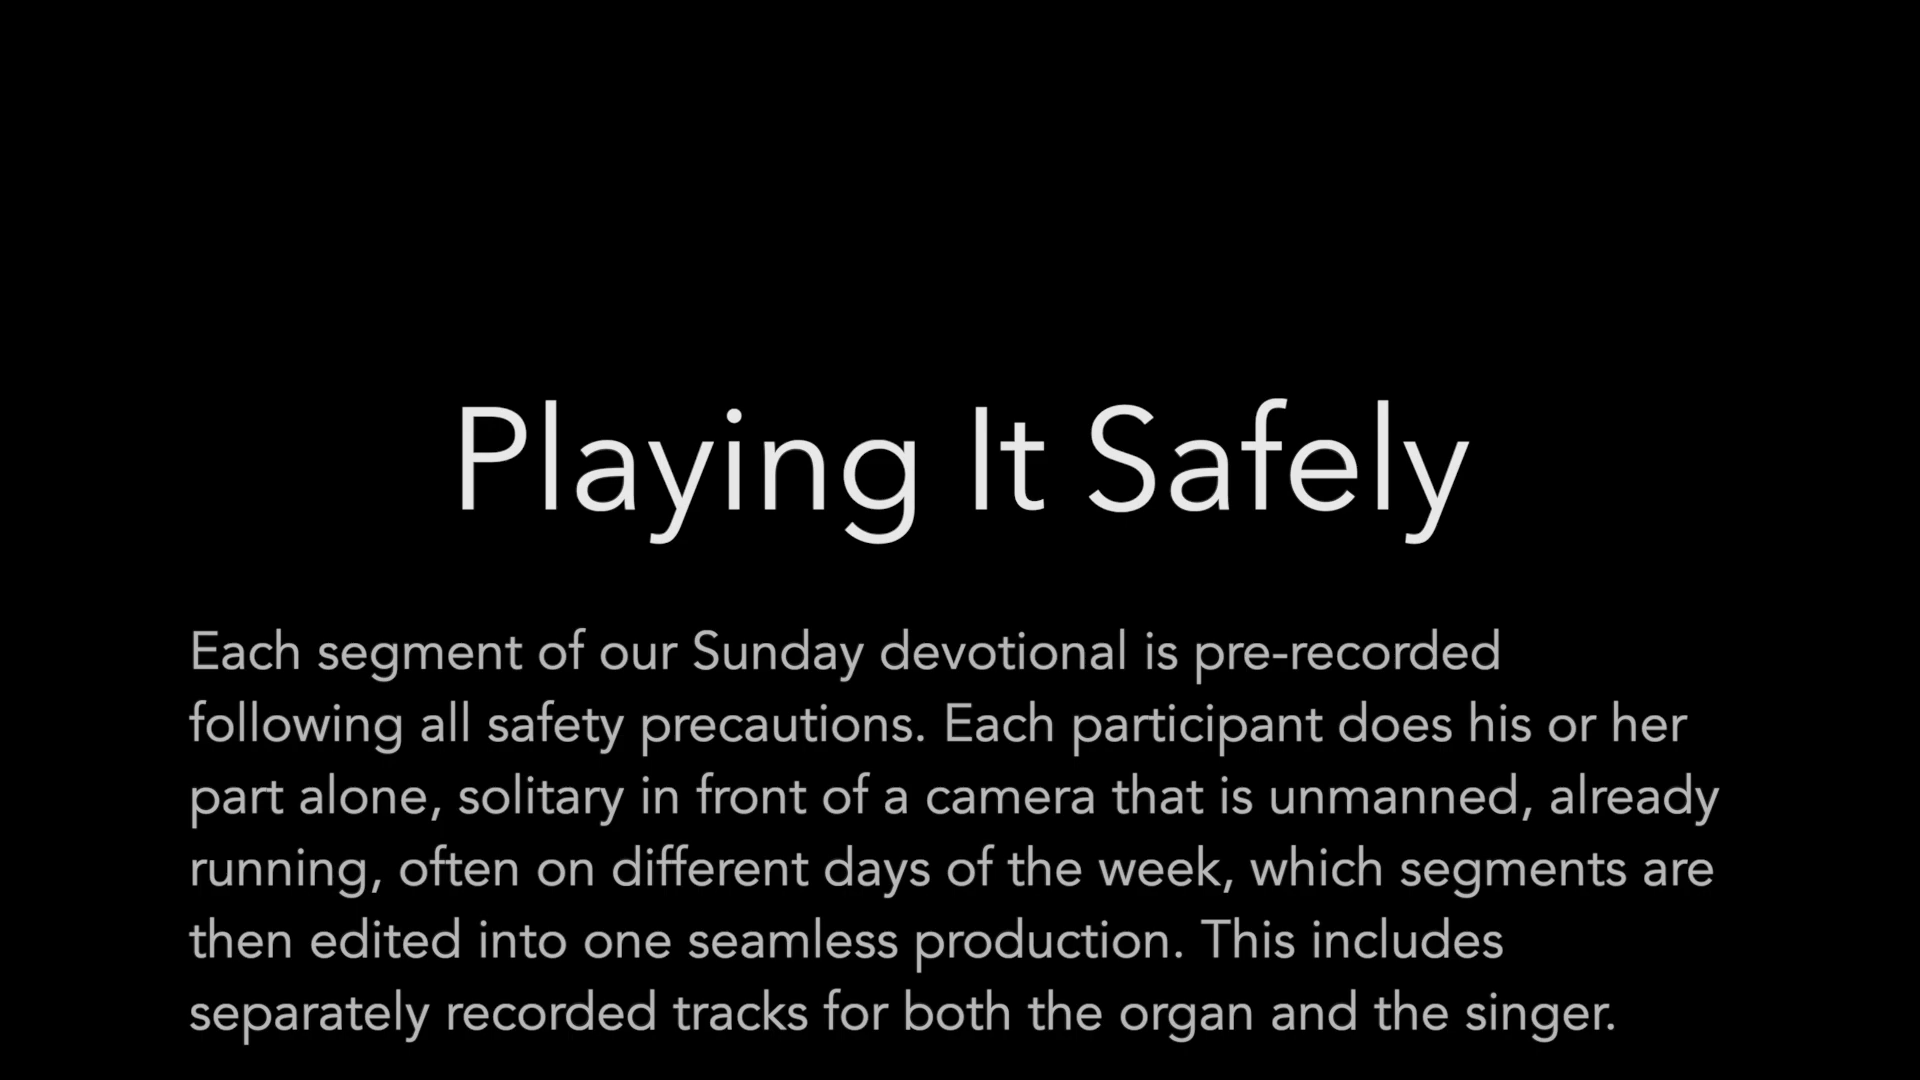 Playing It Safely
Each segment of our Sunday devotional is pre-recorded
following all safety precautions. Each participant does his or her
part alone, solitary in front of a camera that is unmanned, already
running, often on different days of the week, which segments are
then edited into one seamless production. This includes
separately recorded tracks for both the organ and the singer.